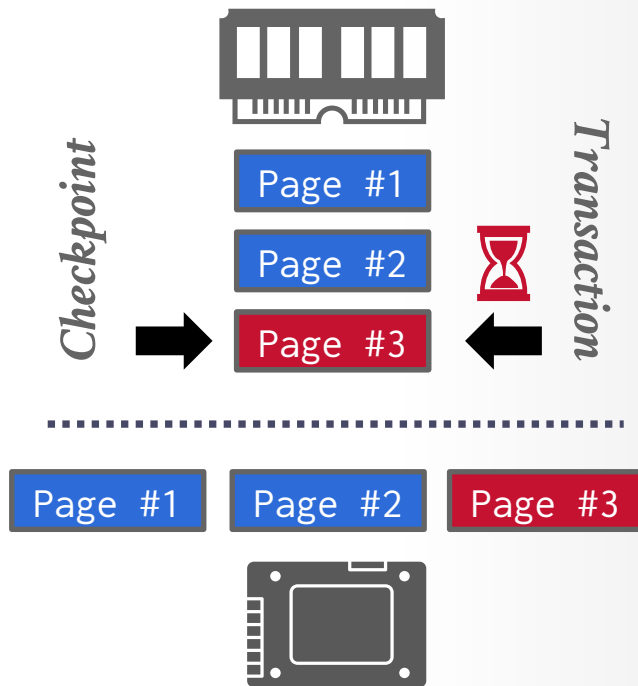 Checkpoint
Transaction
Page #1
Page #2
Page #3
Page #1
Page #2
Page #3